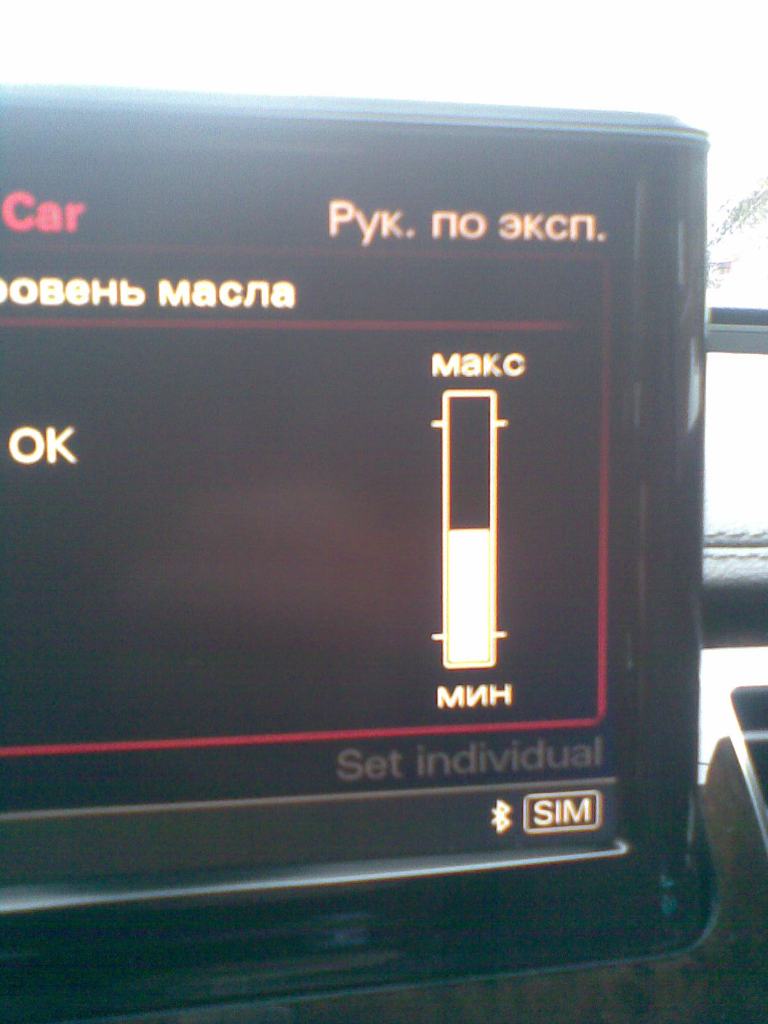 Car
Рук. по эксп.
ровень масла
макс
OK
мин
Set individual
SIM